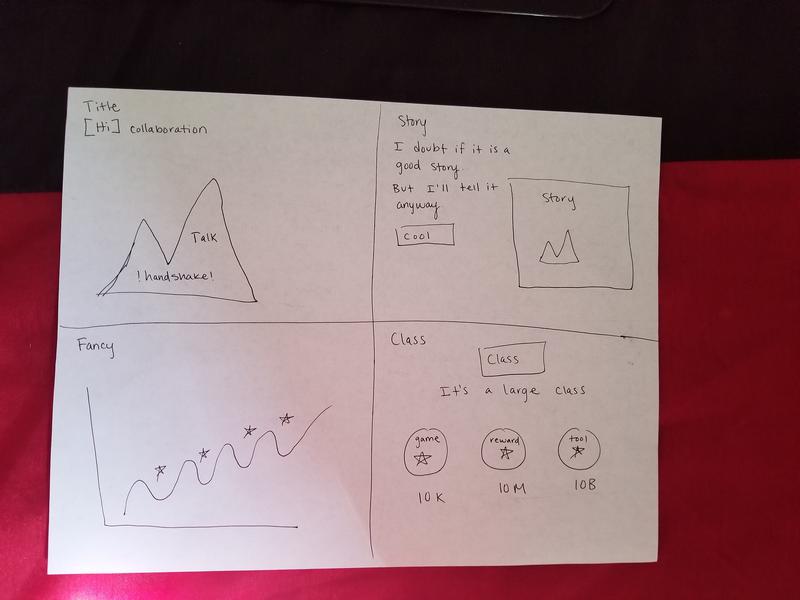 Title
[Hi] collaboration
Talk
!handshake!
Story
I doubt if it is a
good story.
But I'll tell it
anyway.
cool
Story
Fancy
Class
Class
It's a large class
game
reward
tool
10K
10M
10B